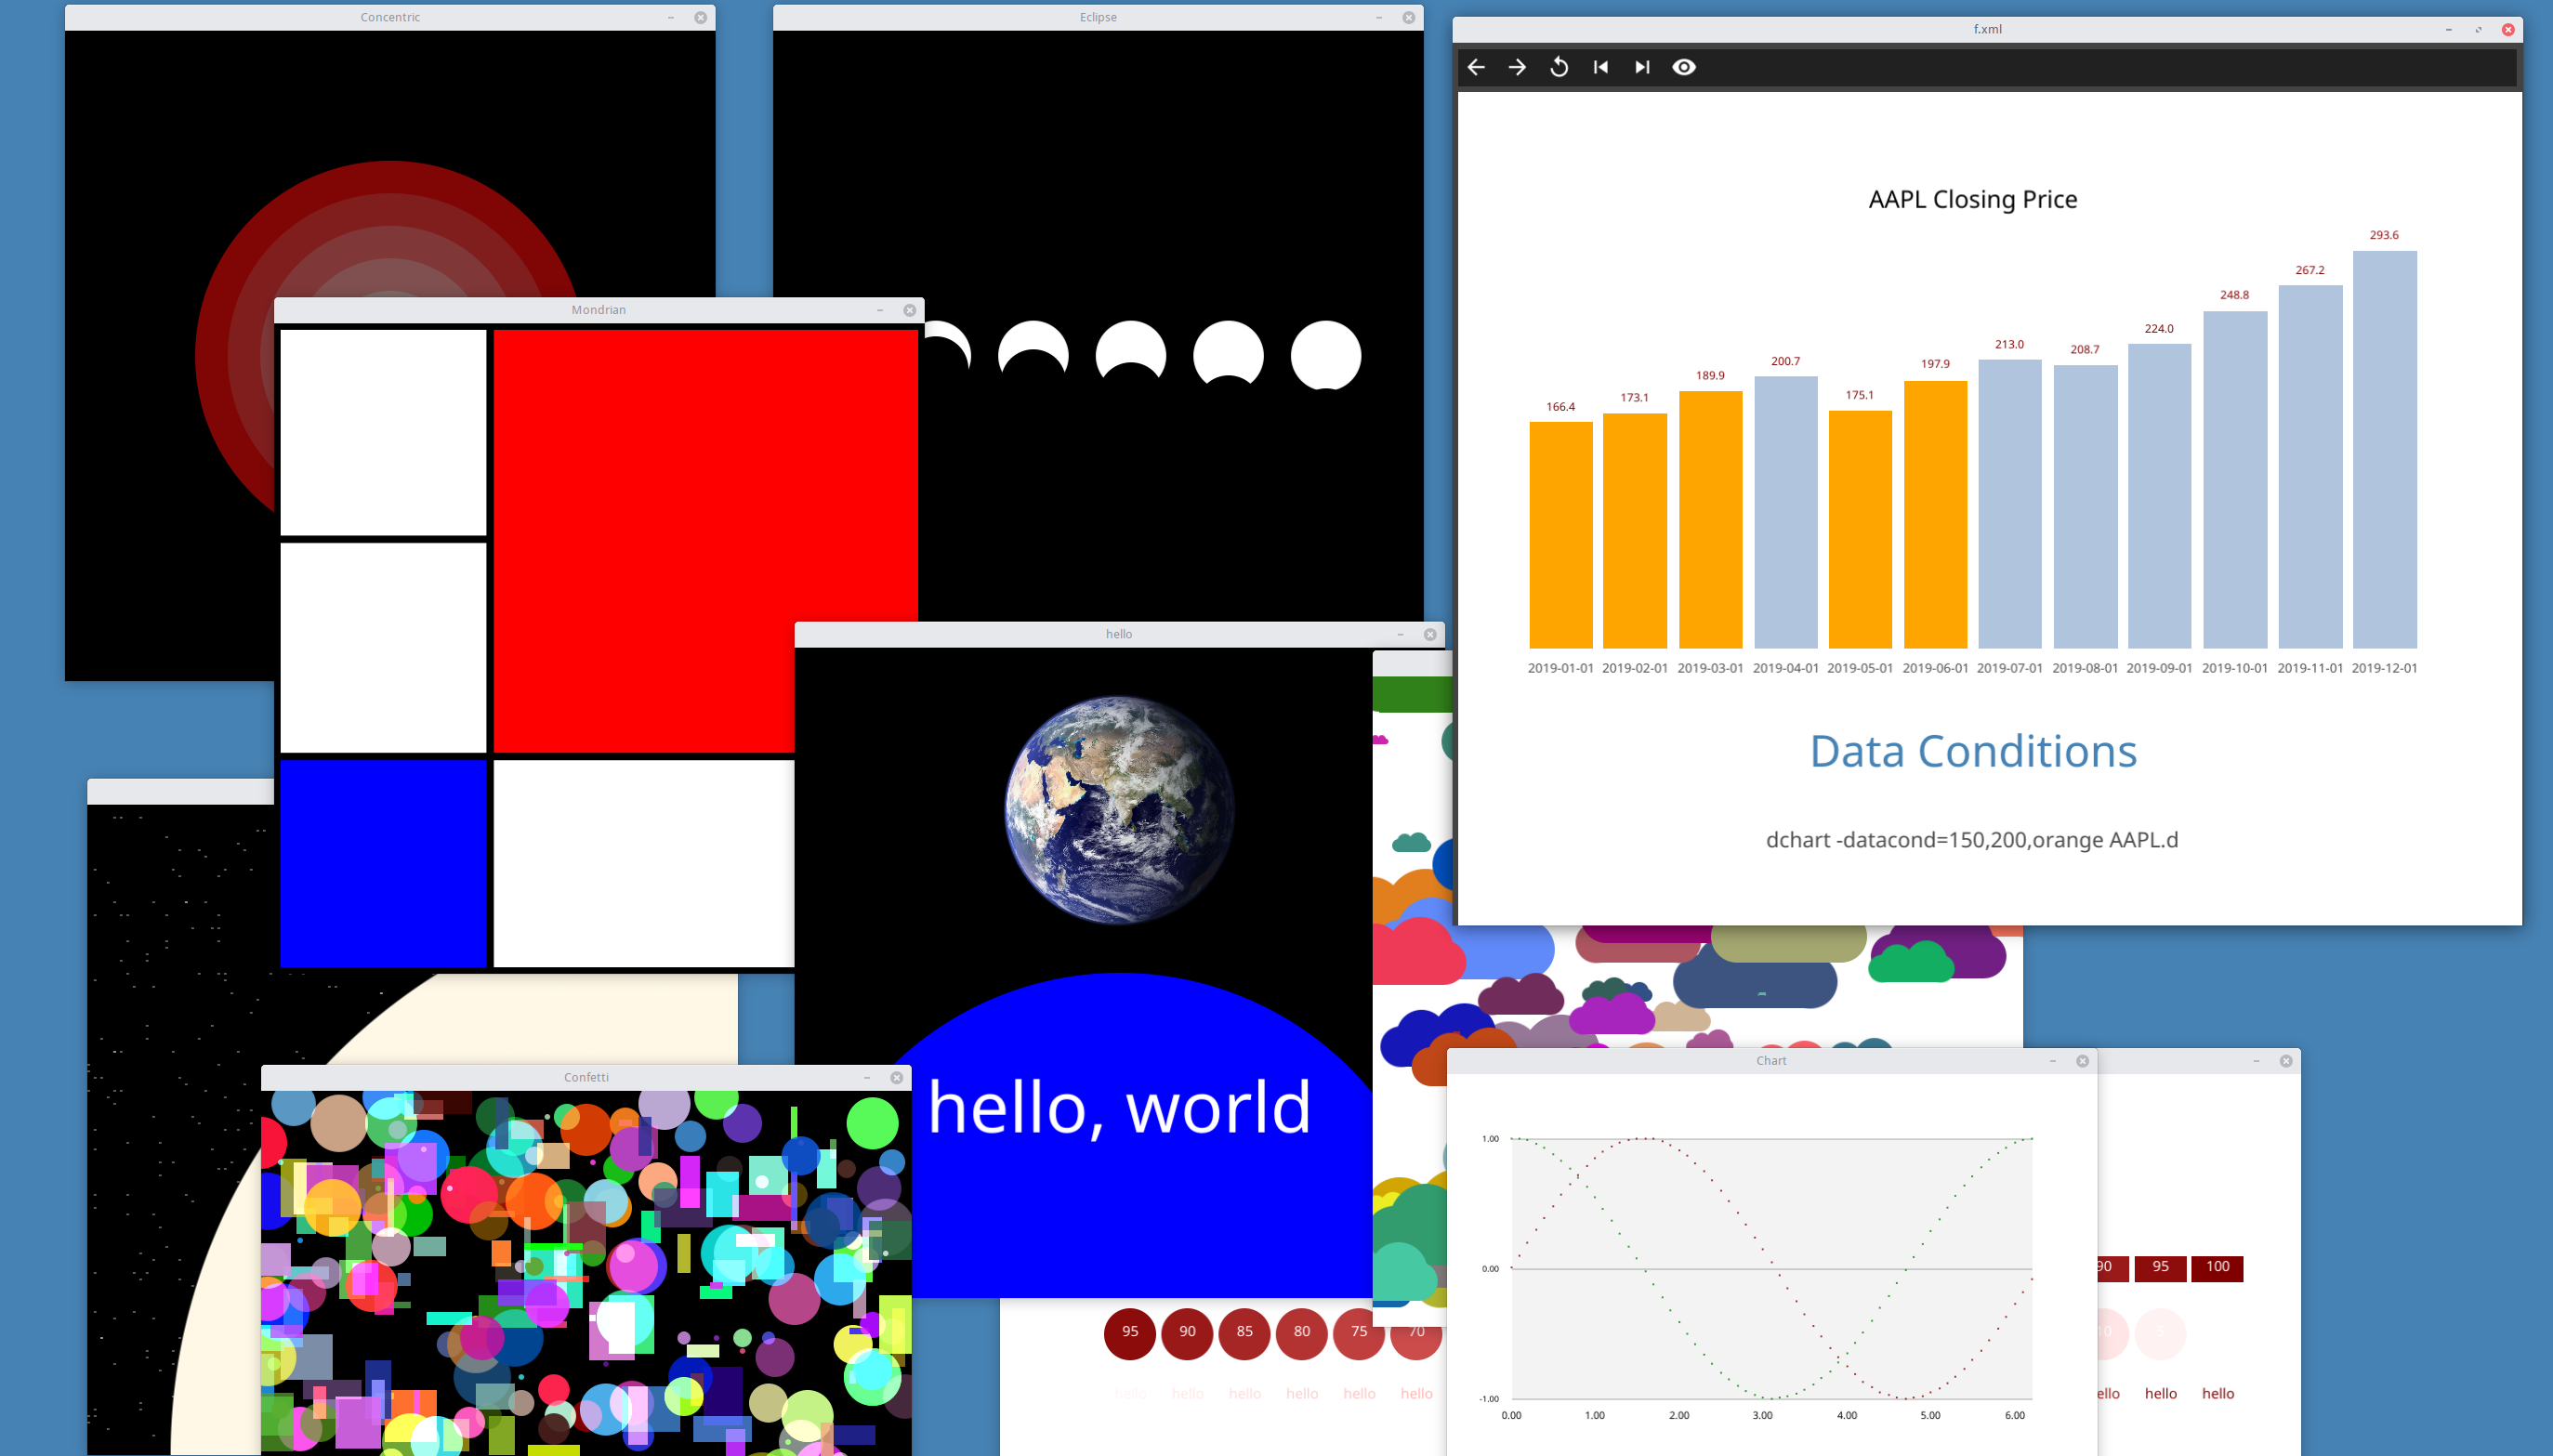 Concentric
Eclipse
f.xml
AAPL Closing Price
293.6
267.2
248.8
224.0
213.0
208.7
200.7
197.9
189.9
175.1
173.1
166.4
2019-01-01 2019-02-01 2019-03-01 2019-04-01 2019-05-01 2019-06-01 2019-07-01 2019-08-01 2019-09-01 2019-10-01 2019-11-01 2019-12-01
Data Conditions
dchart -datacond=150,200,orange AAPL.d
Mondrian
hello
hello, world
Confetti
Chart
1.00
0.00
-1.00
0.00 1.00 2.00 3.00 4.00 5.00 6.00
90 95 100
95 90 85 80 75 70
10 5
hello hello hello hello hello hello
ello hello hello